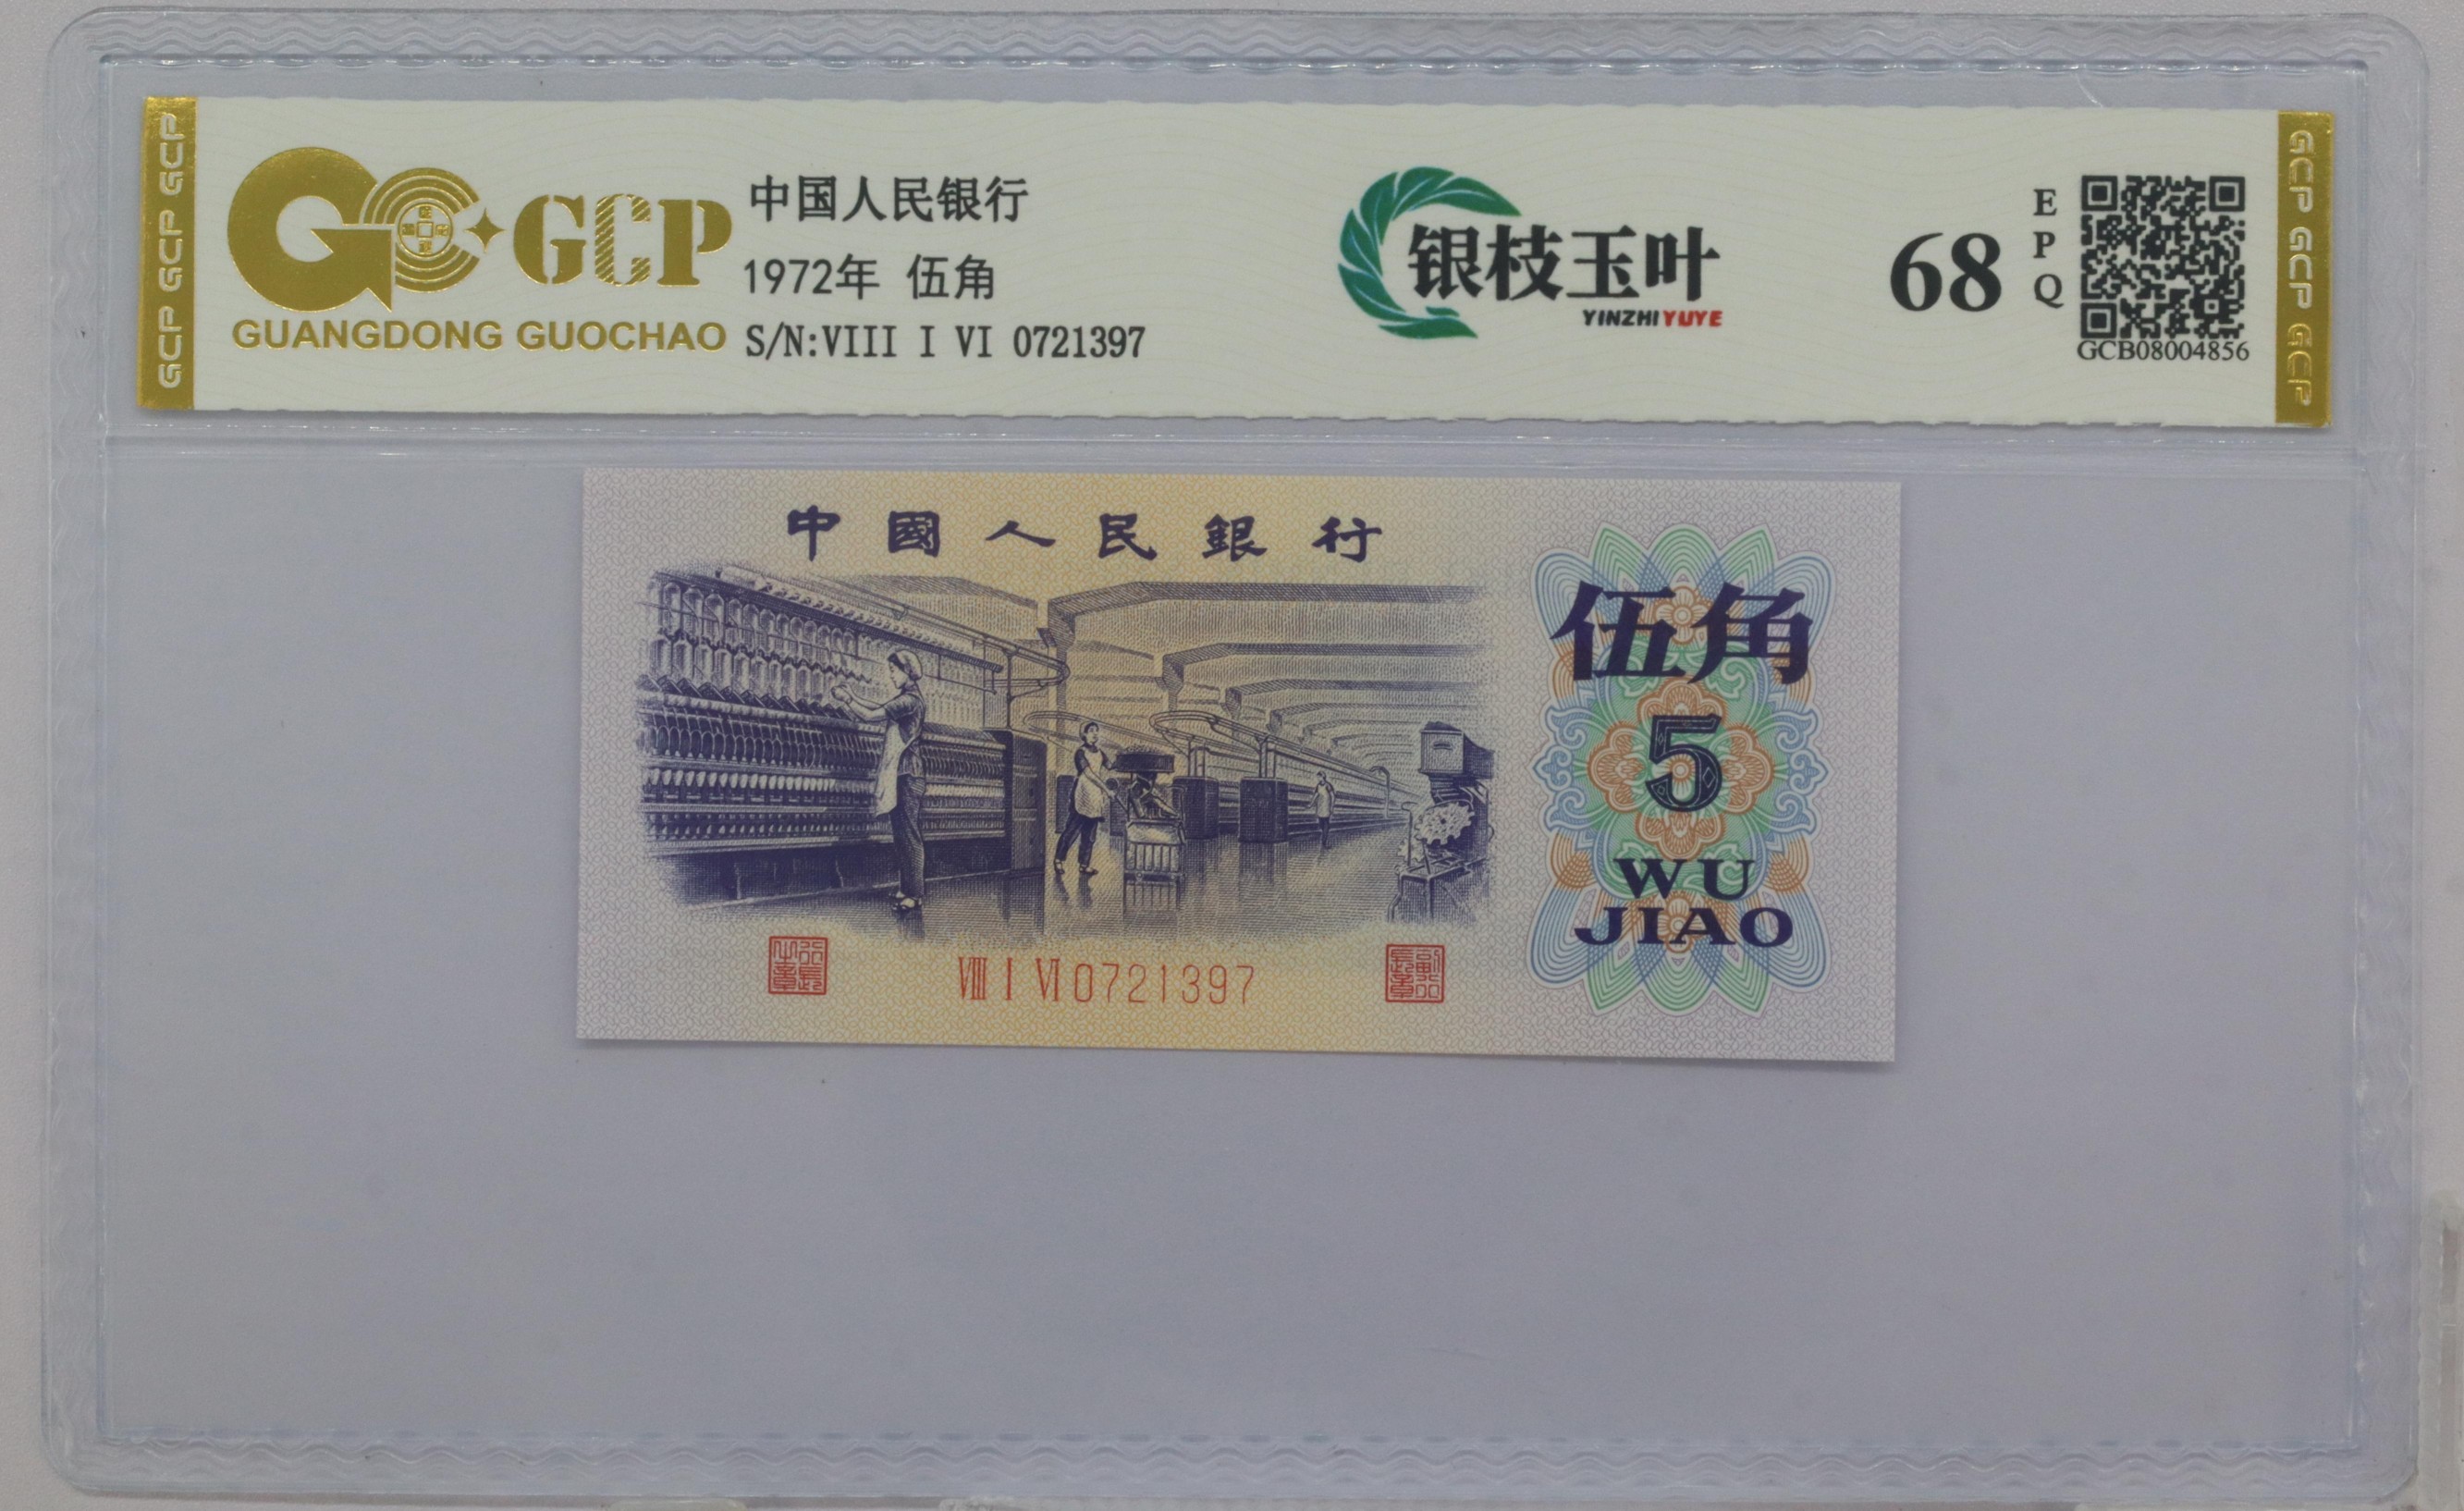 GCP GCP GCP
GCP
GUANGDONG GUOCHAO
中国人民银行
1972年 伍角
S/N:VIII I VI 0721397
银枝玉叶
YINZHIYUYE
68
EPQ
GCB08004856
GCP GCP GCP
中國人民銀行
伍角
5
WU
JIAO
VIII I VI 0721397